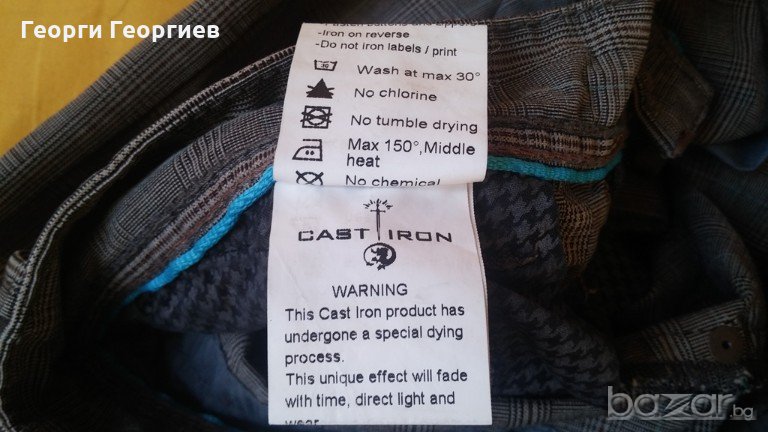 Георги Георгиев
-Iron on reverse
-Do not iron labels / print
Wash at max 30°
No chlorine
No tumble drying
Max 150°,Middle
heat
No chemical
CAST IRON
WARNING
This Cast Iron product has
undergone a special dying
process.
This unique effect will fade
with time, direct light and
wear
bazar.bg